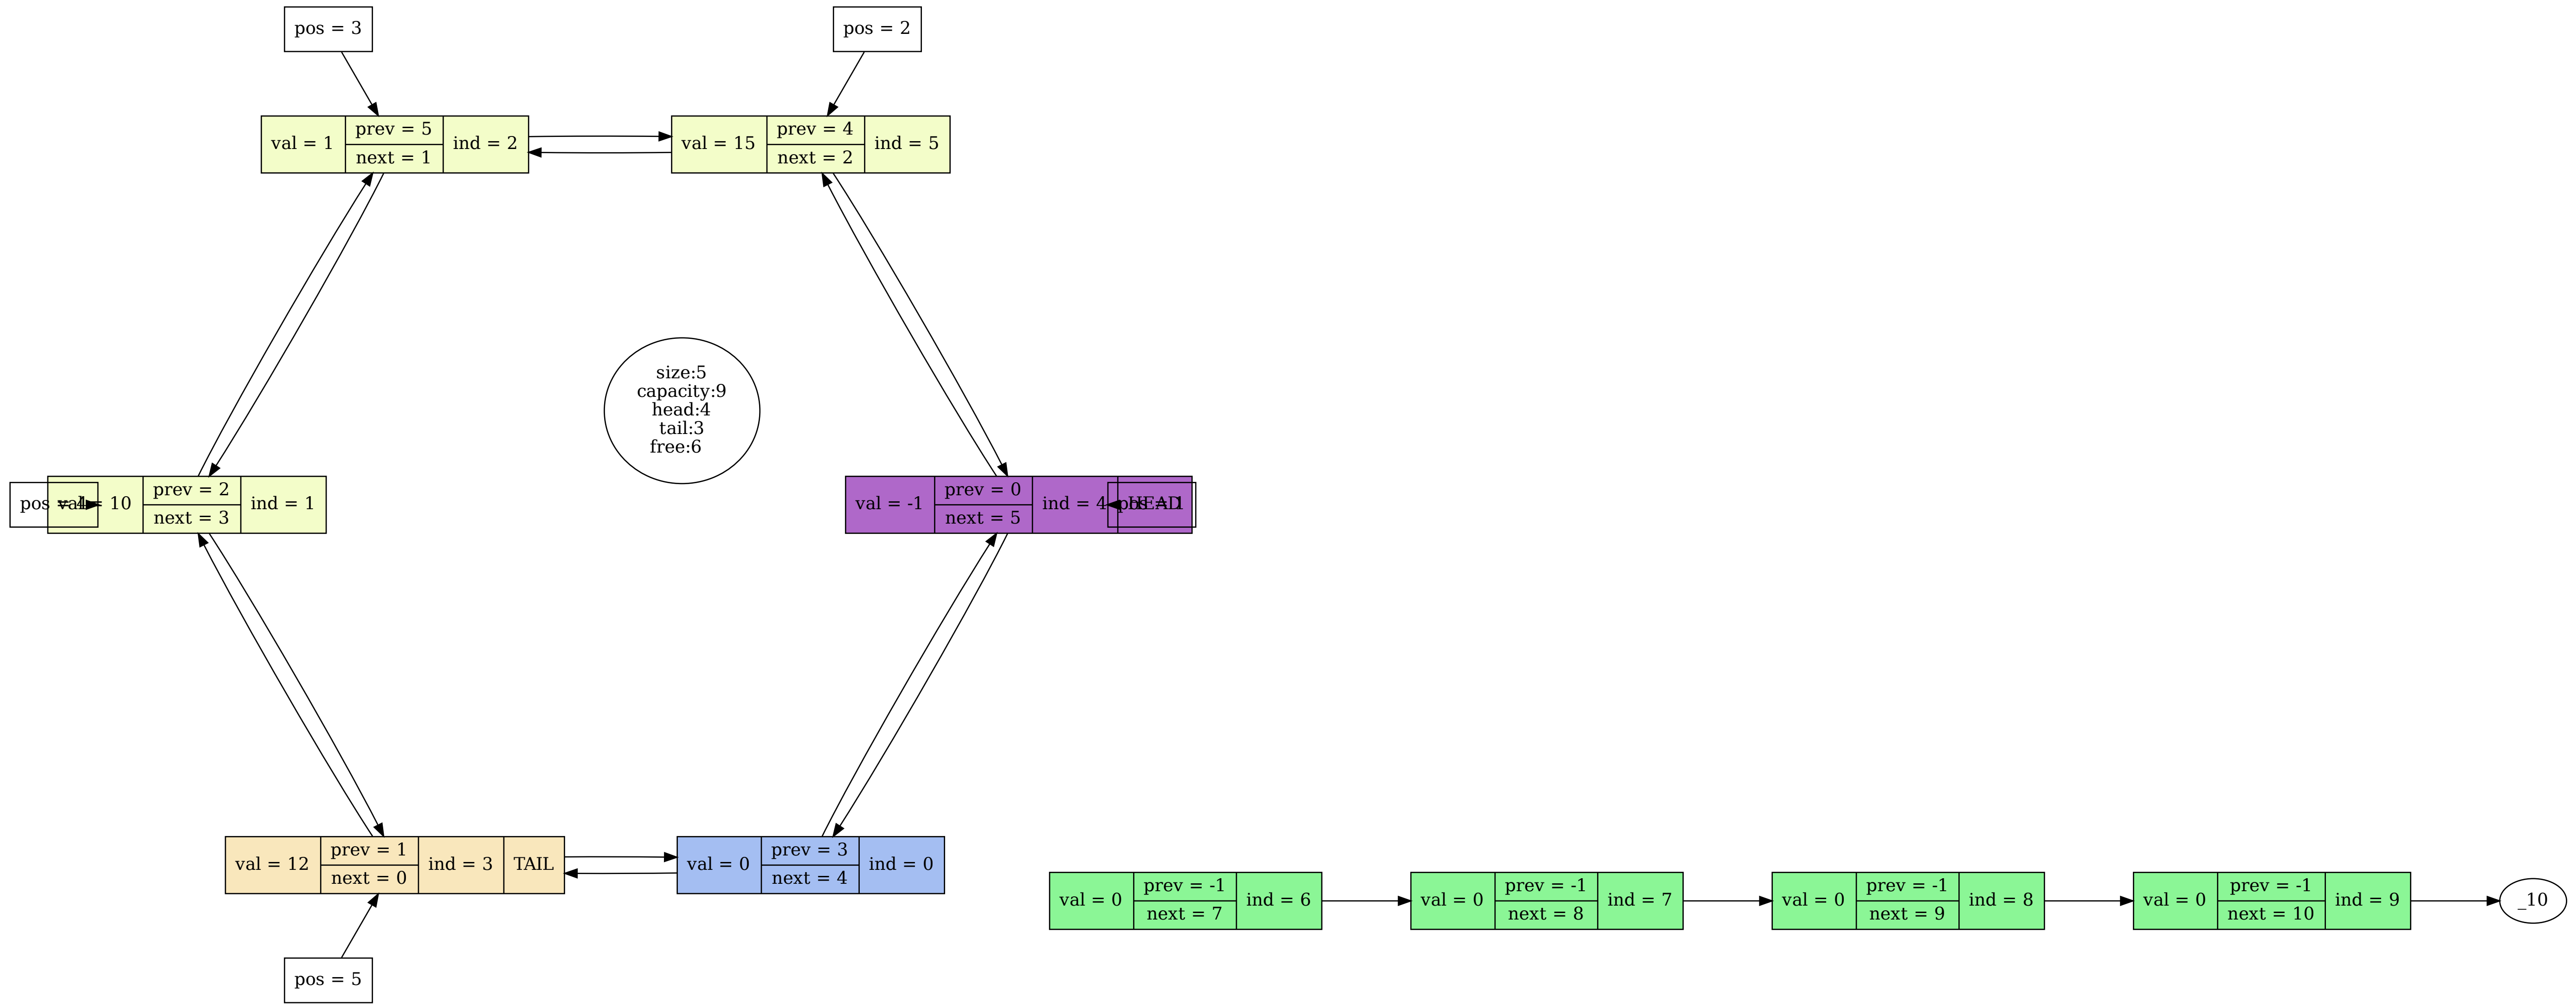 pos = 3
pos = 2
val = 1
prev = 5
next = 1
ind = 2
val = 15
prev = 4
next = 2
ind = 5
size:5
capacity:9
head:4
tail:3
free:6
pos = 4
val = 10
prev = 2
next = 3
ind = 1
val = -1
prev = 0
next = 5
ind = 4
HEAD
pos = 1
val = 12
prev = 1
next = 0
ind = 3
TAIL
val = 0
prev = 3
next = 4
ind = 0
val = 0
prev = -1
next = 7
ind = 6
val = 0
prev = -1
next = 8
ind = 7
val = 0
prev = -1
next = 9
ind = 8
val = 0
prev = -1
next = 10
ind = 9
_10
pos = 5